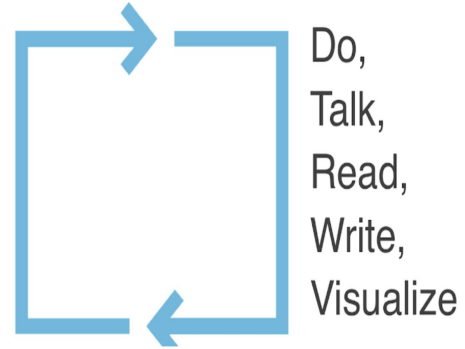 Do,
Talk,
Read,
Write,
Visualize